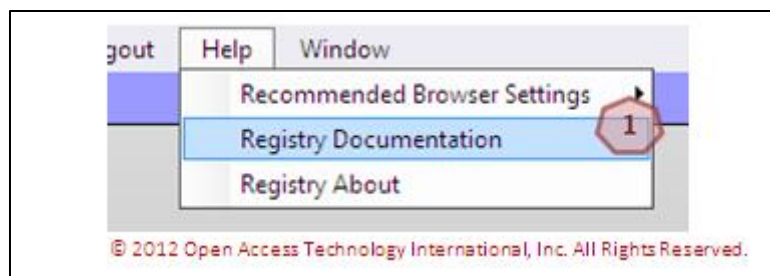 gout Help Window
Recommended Browser Settings
1
Registry Documentation
Registry About
© 2012 Open Access Technology International, Inc. All Rights Reserved.